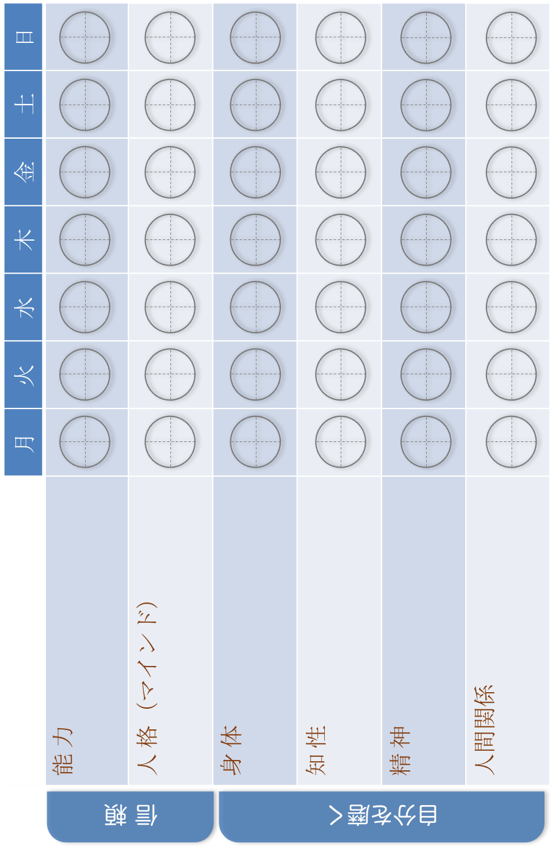 月 火 水 木 金 土 日
信頼
能力
人格（マインド）
自分を磨く
身体
知性
精神
人間関係